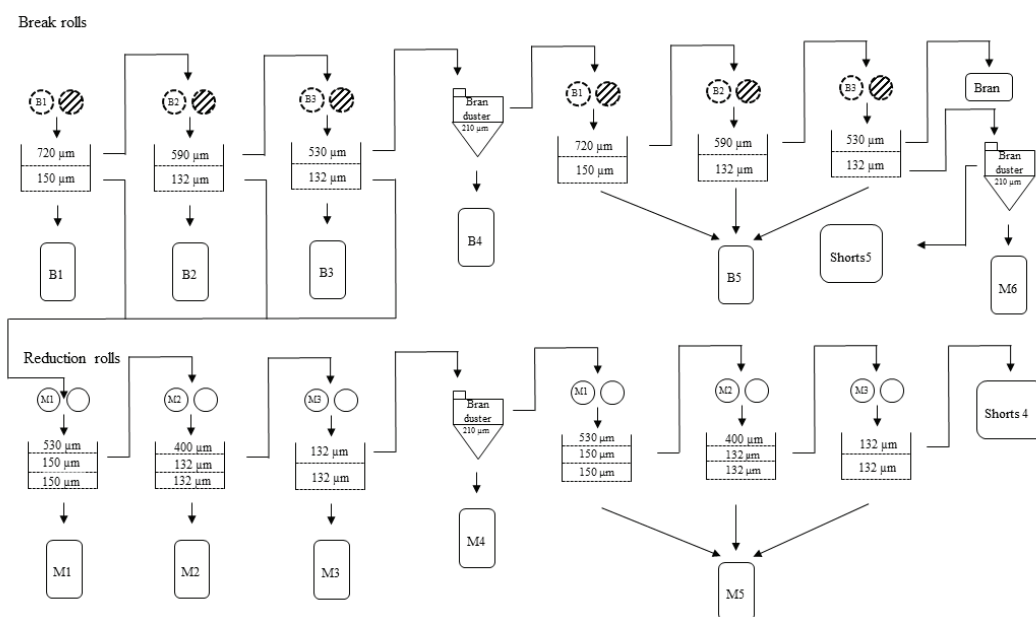 Break rolls
B1
B2
B3
Bran
duster
210 µm
B1
B2
B3
Bran
720 µm
150 µm
590 µm
132 µm
530 µm
132 µm
720 µm
150 µm
590 µm
132 µm
530 µm
132 µm
Bran
duster
210 µm
B1
B2
B3
B4
B5
Shorts5
M6
Reduction rolls
M1
M2
M3
Bran
duster
210 µm
M1
M2
M3
Shorts 4
530 µm
150 µm
150 µm
400 µm
132 µm
132 µm
132 µm
132 µm
530 µm
150 µm
150 µm
400 µm
132 µm
132 µm
132 µm
132 µm
M1
M2
M3
M4
M5